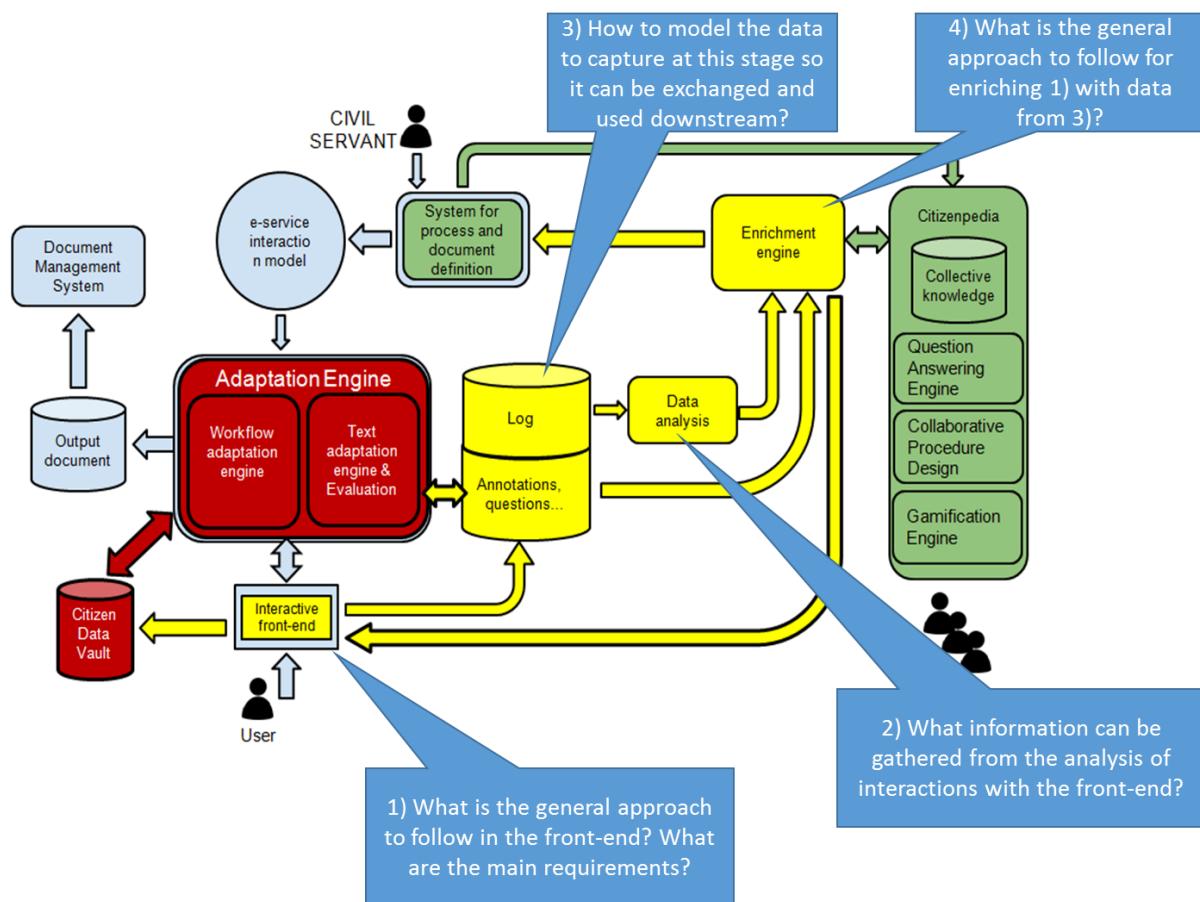 3) How to model the data
to capture at this stage so
it can be exchanged and
used downstream?
4) What is the general
approach to follow for
enriching 1) with data
from 3)?
CIVIL
SERVANT
e-service
interactio
n model
System for
process and
document
definition
Enrichment
engine
Citizenpedia
Collective
knowledge
Document
Management
System
Question
Answering
Engine
Adaptation Engine
Workflow
adaptation
engine
Text
adaptation
engine &
Evaluation
Log
Annotations,
questions...
Data
analysis
Collaborative
Procedure
Design
Output
document
Gamification
Engine
Citizen
Data
Vault
Interactive
front-end
User
2) What information can be
gathered from the analysis of
interactions with the front-end?
1) What is the general approach
to follow in the front-end? What
are the main requirements?